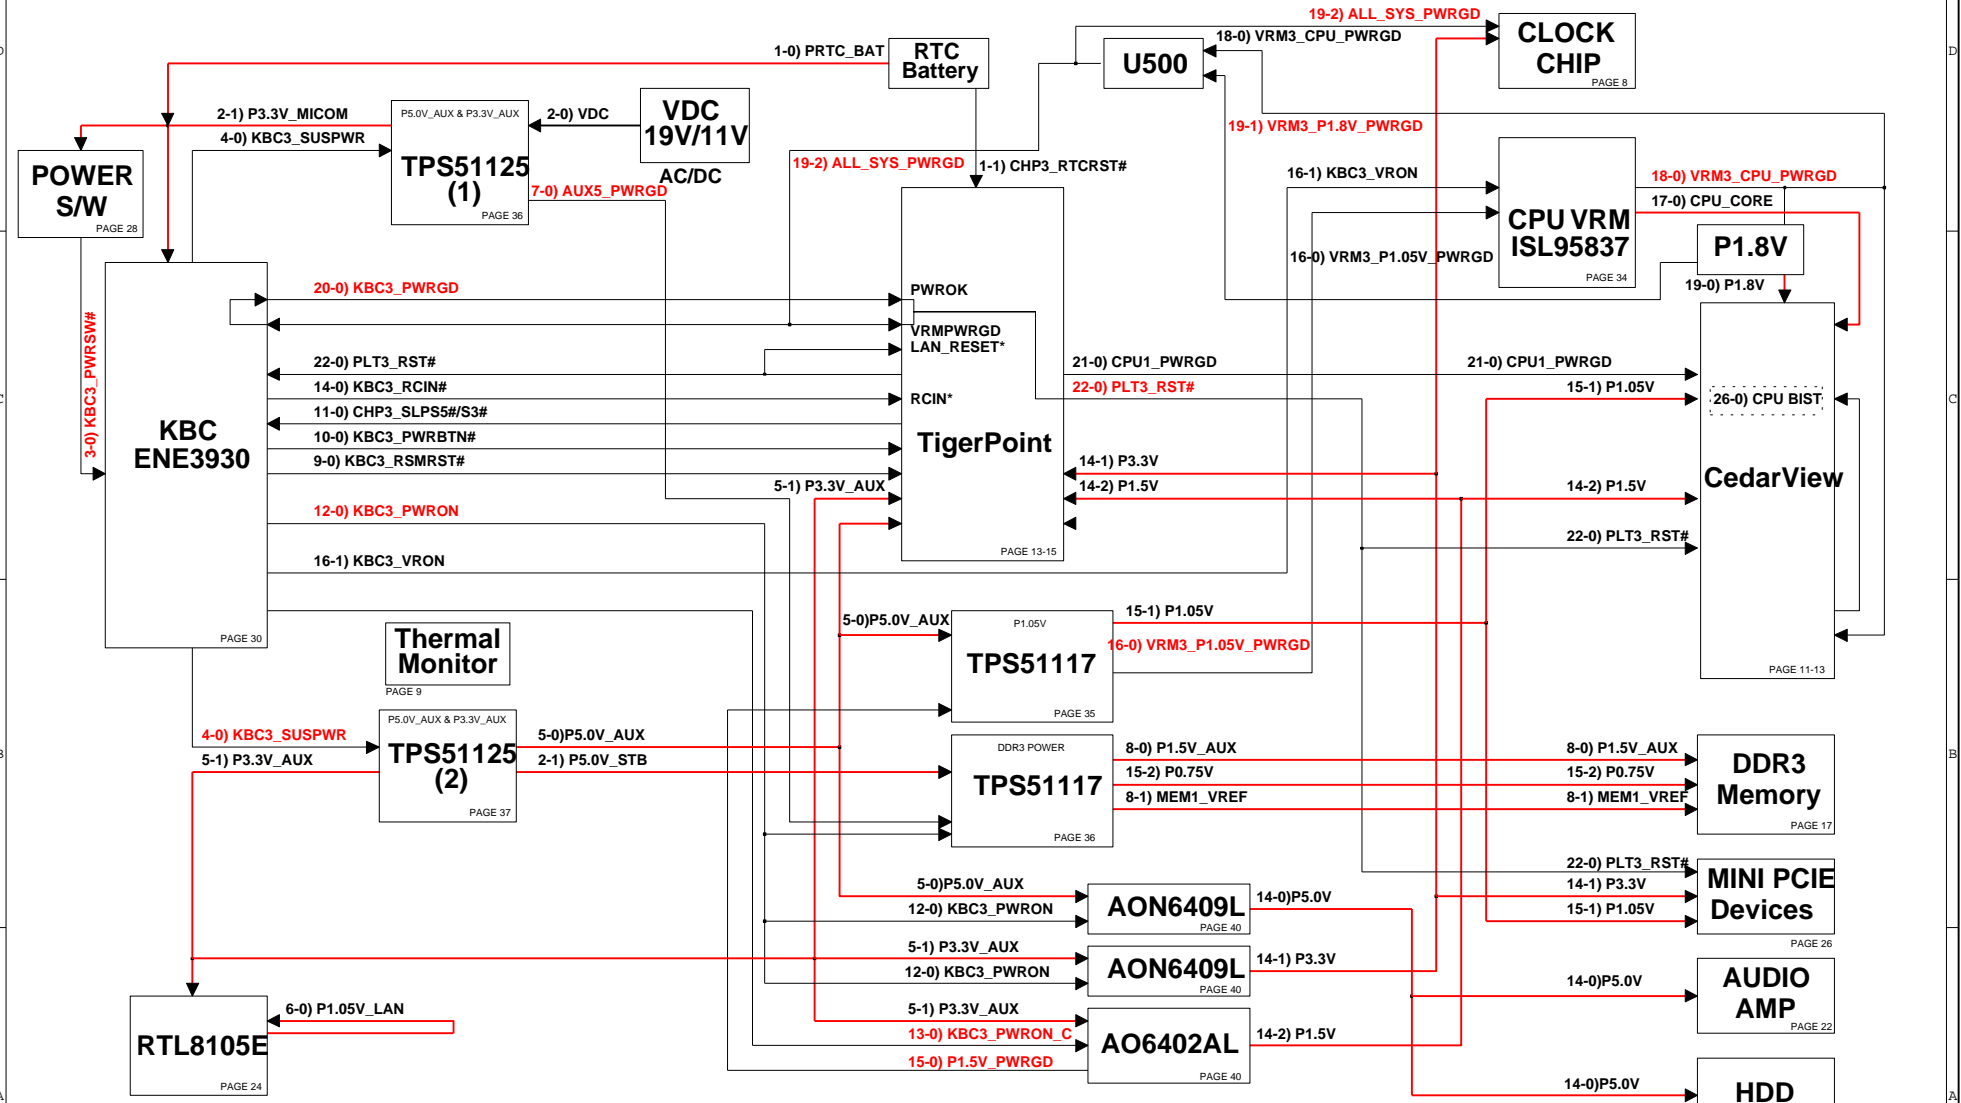 19-2) ALL_SYS_PWRGD
18-0) VRM3_CPU_PWRGD
CLOCK
CHIP
PAGE 8
1-0) PRTC_BAT
RTC
Battery
U500
D
D
2-1) P3.3V_MICOM
4-0) KBC3_SUSPWR
P5.0V_AUX & P3.3V_AUX
TPS51125
(1)
PAGE 36
2-0) VDC
VDC
19V/11V
AC/DC
7-0) AUX5_PWRGD
19-2) ALL_SYS_PWRGD
1-1) CHP3_RTCRST#
19-1) VRM3_P1.8V_PWRGD
16-1) KBC3_VRON
16-0) VRM3_P1.05V_PWRGD
CPU VRM
ISL95837
PAGE 34
18-0) VRM3_CPU_PWRGD
17-0) CPU_CORE
P1.8V
19-0) P1.8V
POWER
S/W
PAGE 28
3-0) KBC3_PWRSW#
KBC
ENE3930
PAGE 30
20-0) KBC3_PWRGD
22-0) PLT3_RST#
14-0) KBC3_RCIN#
11-0) CHP3_SLPS5#/S3#
10-0) KBC3_PWRBTN#
9-0) KBC3_RSMRST#
12-0) KBC3_PWRON
16-1) KBC3_VRON
5-1) P3.3V_AUX
PWROK
VRMPWRGD
LAN_RESET*
RCIN*
TigerPoint
PAGE 13-15
21-0) CPU1_PWRGD
22-0) PLT3_RST#
14-1) P3.3V
14-2) P1.5V
21-0) CPU1_PWRGD
15-1) P1.05V
26-0) CPU BIST
CedarView
14-2) P1.5V
22-0) PLT3_RST#
PAGE 11-13
C
Thermal
Monitor
PAGE 9
5-0)P5.0V_AUX
P1.05V
TPS51117
PAGE 35
15-1) P1.05V
16-0) VRM3_P1.05V_PWRGD
4-0) KBC3_SUSPWR
5-1) P3.3V_AUX
P5.0V_AUX & P3.3V_AUX
TPS51125
(2)
PAGE 37
5-0)P5.0V_AUX
2-1) P5.0V_STB
DDR3 POWER
TPS51117
PAGE 36
8-0) P1.5V_AUX
15-2) P0.75V
8-1) MEM1_VREF
8-0) P1.5V_AUX
15-2) P0.75V
8-1) MEM1_VREF
DDR3
Memory
PAGE 17
B
5-0)P5.0V_AUX
12-0) KBC3_PWRON
AON6409L
PAGE 40
14-0)P5.0V
22-0) PLT3_RST#
14-1) P3.3V
15-1) P1.05V
MINI PCIE
Devices
PAGE 26
5-1) P3.3V_AUX
12-0) KBC3_PWRON
AON6409L
PAGE 40
14-1) P3.3V
14-0)P5.0V
AUDIO
AMP
PAGE 22
6-0) P1.05V_LAN
RTL8105E
PAGE 24
5-1) P3.3V_AUX
13-0) KBC3_PWRON_C
15-0) P1.5V_PWRGD
AO6402AL
PAGE 40
14-2) P1.5V
14-0)P5.0V
HDD
A